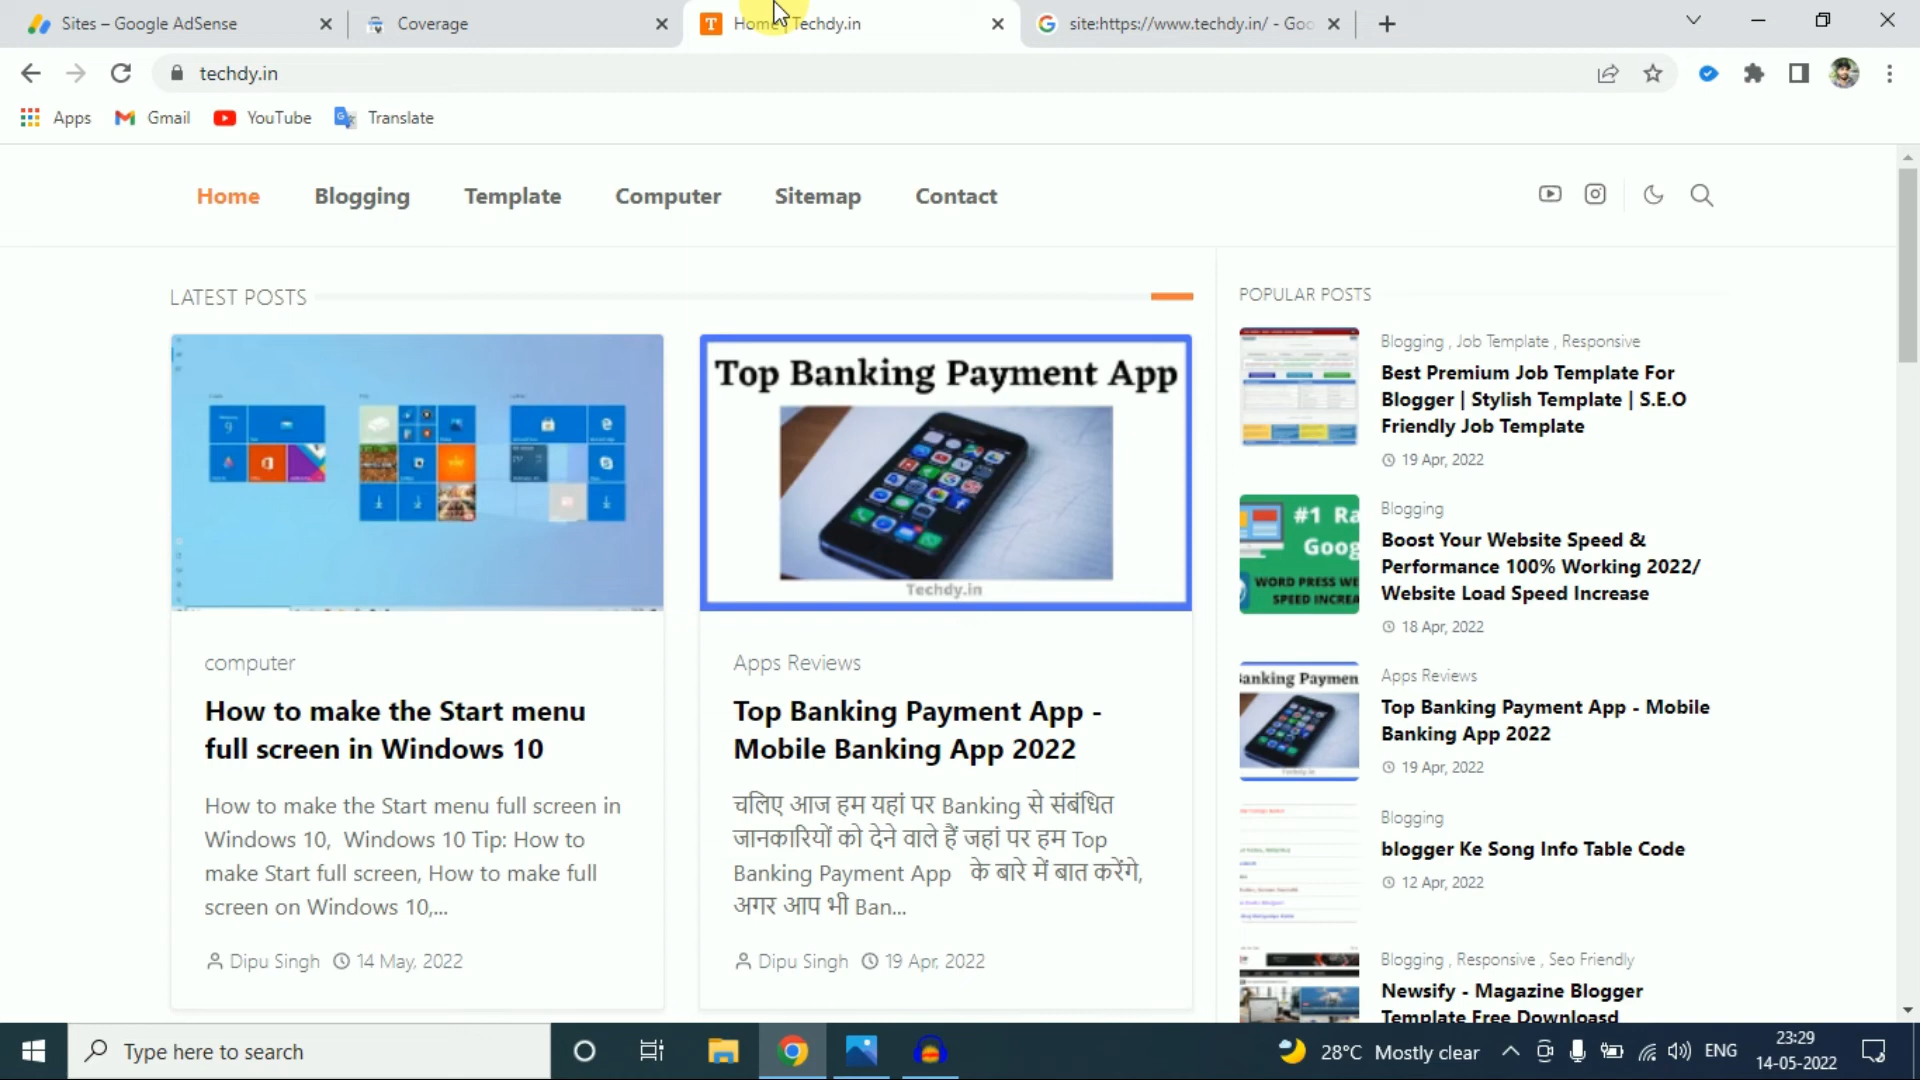 Sites – Google AdSense
Coverage
Home | Techdy.in
site:https://www.techdy.in/ - Goo
techdy.in
Apps
Gmail
YouTube
Translate
Home
Blogging
Template
Computer
Sitemap
Contact
LATEST POSTS
computer
How to make the Start menu
full screen in Windows 10
How to make the Start menu full screen in
Windows 10, Windows 10 Tip: How to
make Start full screen, How to make full
screen on Windows 10,...
Dipu Singh
14 May, 2022
Top Banking Payment App
Techdy.in
Apps Reviews
Top Banking Payment App -
Mobile Banking App 2022
चलिए आज हम यहां पर Banking से संबंधित
जानकारियों को देने वाले हैं जहां पर हम Top
Banking Payment App के बारे में बात करेंगे,
अगर आप भी Ban...
Dipu Singh
19 Apr, 2022
POPULAR POSTS
Blogging , Job Template , Responsive
Best Premium Job Template For
Blogger | Stylish Template | S.E.O
Friendly Job Template
19 Apr, 2022
#1 Ra
Goog
WORD PRESS WE
SPEED INCREA
Blogging
Boost Your Website Speed &
Performance 100% Working 2022/
Website Load Speed Increase
18 Apr, 2022
Banking Paymen
Techdy.in
Apps Reviews
Top Banking Payment App - Mobile
Banking App 2022
19 Apr, 2022
Blogging
blogger Ke Song Info Table Code
12 Apr, 2022
Blogging , Responsive , Seo Friendly
Newsify - Magazine Blogger
Template Free Downloasd
Type here to search
28°C Mostly clear
ENG
23:29
14-05-2022